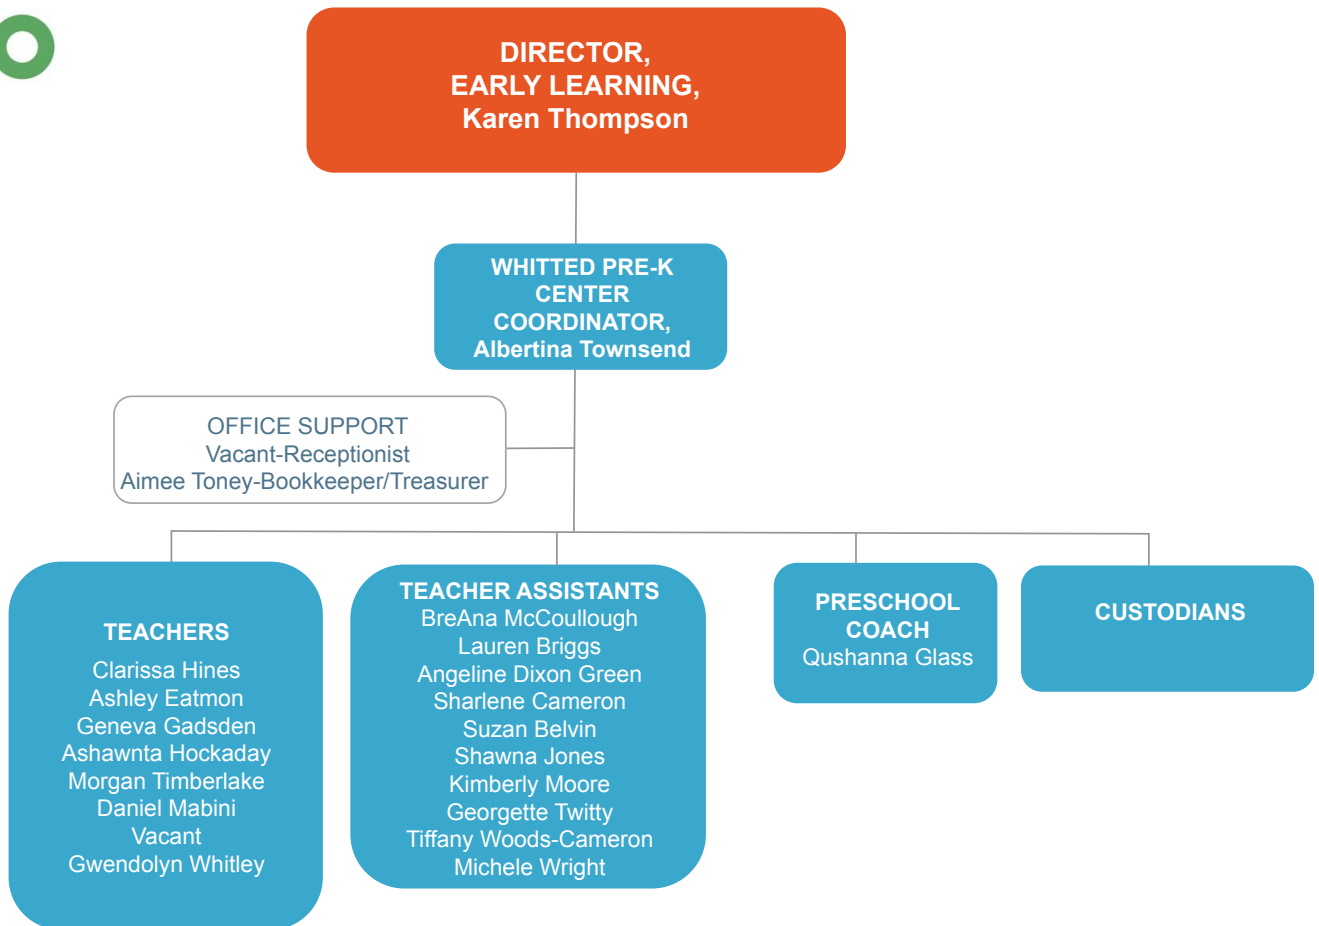 DIRECTOR,
EARLY LEARNING,
Karen Thompson
WHITTED PRE-K
CENTER
COORDINATOR,
Albertina Townsend
OFFICE SUPPORT
Vacant-Receptionist
Aimee Toney-Bookkeeper/Treasurer
TEACHERS
Clarissa Hines
Ashley Eatmon
Geneva Gadsden
Ashawnta Hockaday
Morgan Timberlake
Daniel Mabini
Vacant
Gwendolyn Whitley
TEACHER ASSISTANTS
BreAna McCoullough
Lauren Briggs
Angeline Dixon Green
Sharlene Cameron
Suzan Belvin
Shawna Jones
Kimberly Moore
Georgette Twitty
Tiffany Woods-Cameron
Michele Wright
PRESCHOOL
COACH
Qushanna Glass
CUSTODIANS